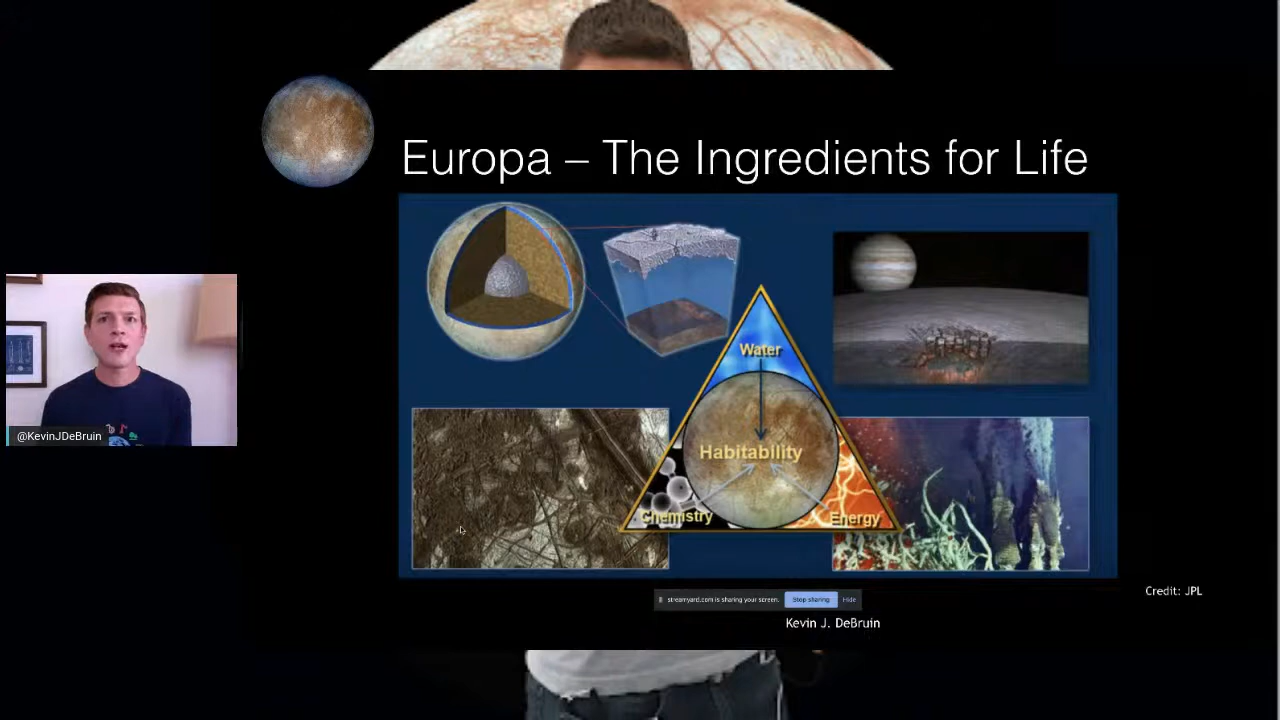 Europa – The Ingredients for Life
Water
Habitability
Chemistry
Energy
@KevinJDeBruin
streamyard.com is sharing your screen.
Stop sharing
Hide
Credit: JPL
Kevin J. DeBruin